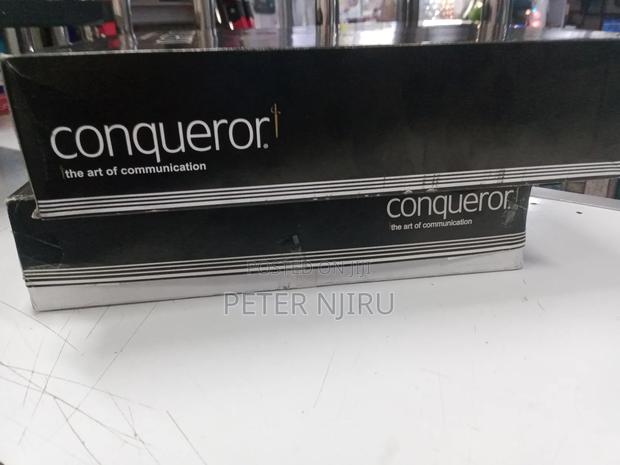 conqueror.
the art of communication
conqueror.
the art of communication
POSTED ON JIJI
PETER NJIRU